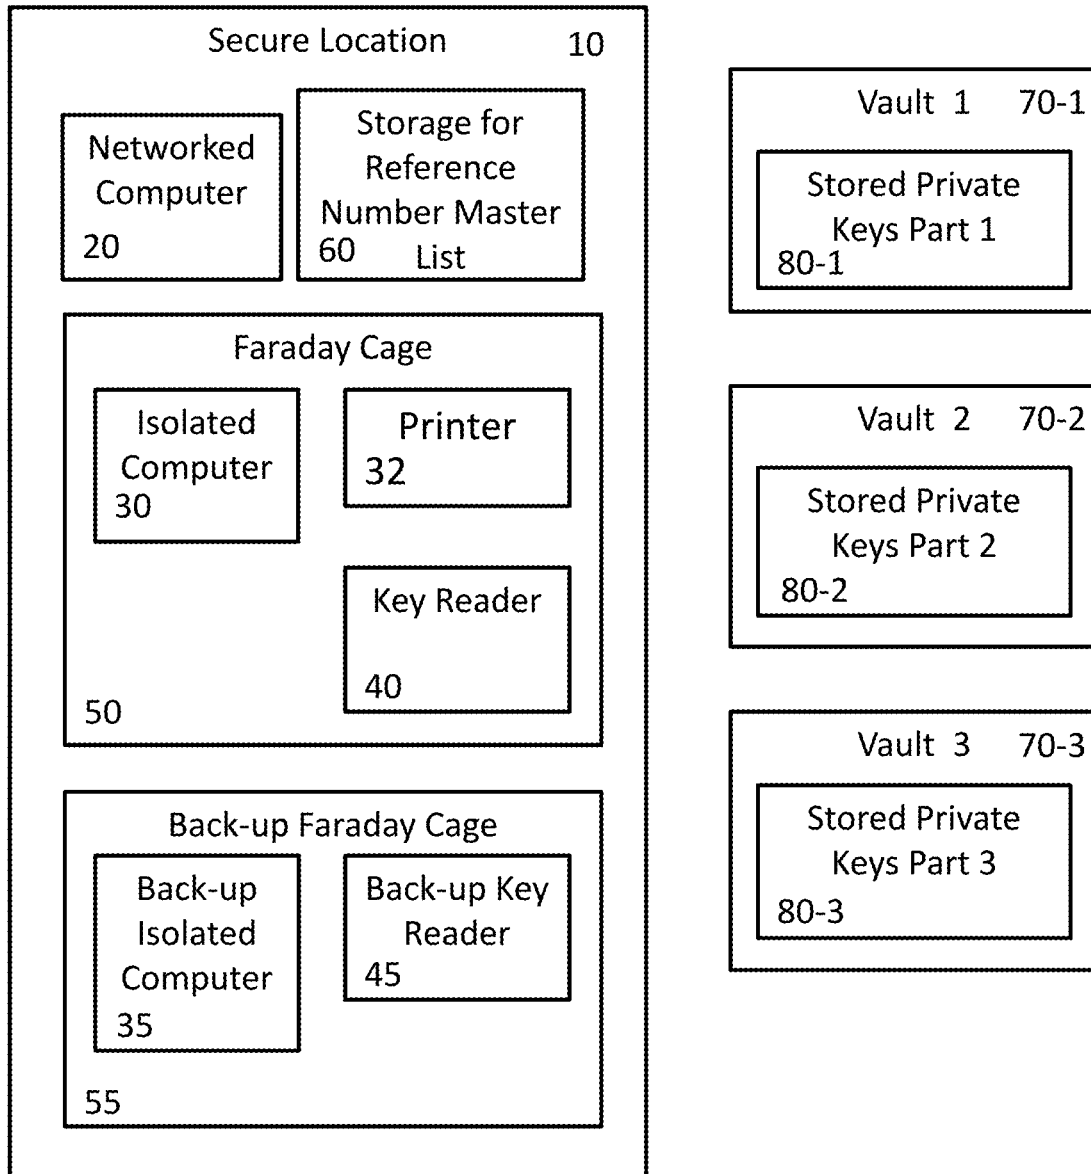 Secure Location 10
Networked
Computer
20
Storage for
Reference
Number Master
60 List
Faraday Cage
Isolated
Computer
30
Printer
32
Key Reader
40
50
Back-up Faraday Cage
Back-up
Isolated
Computer
35
Back-up Key
Reader
45
55
Vault 1 70-1
Stored Private
Keys Part 1
80-1
Vault 2 70-2
Stored Private
Keys Part 2
80-2
Vault 3 70-3
Stored Private
Keys Part 3
80-3